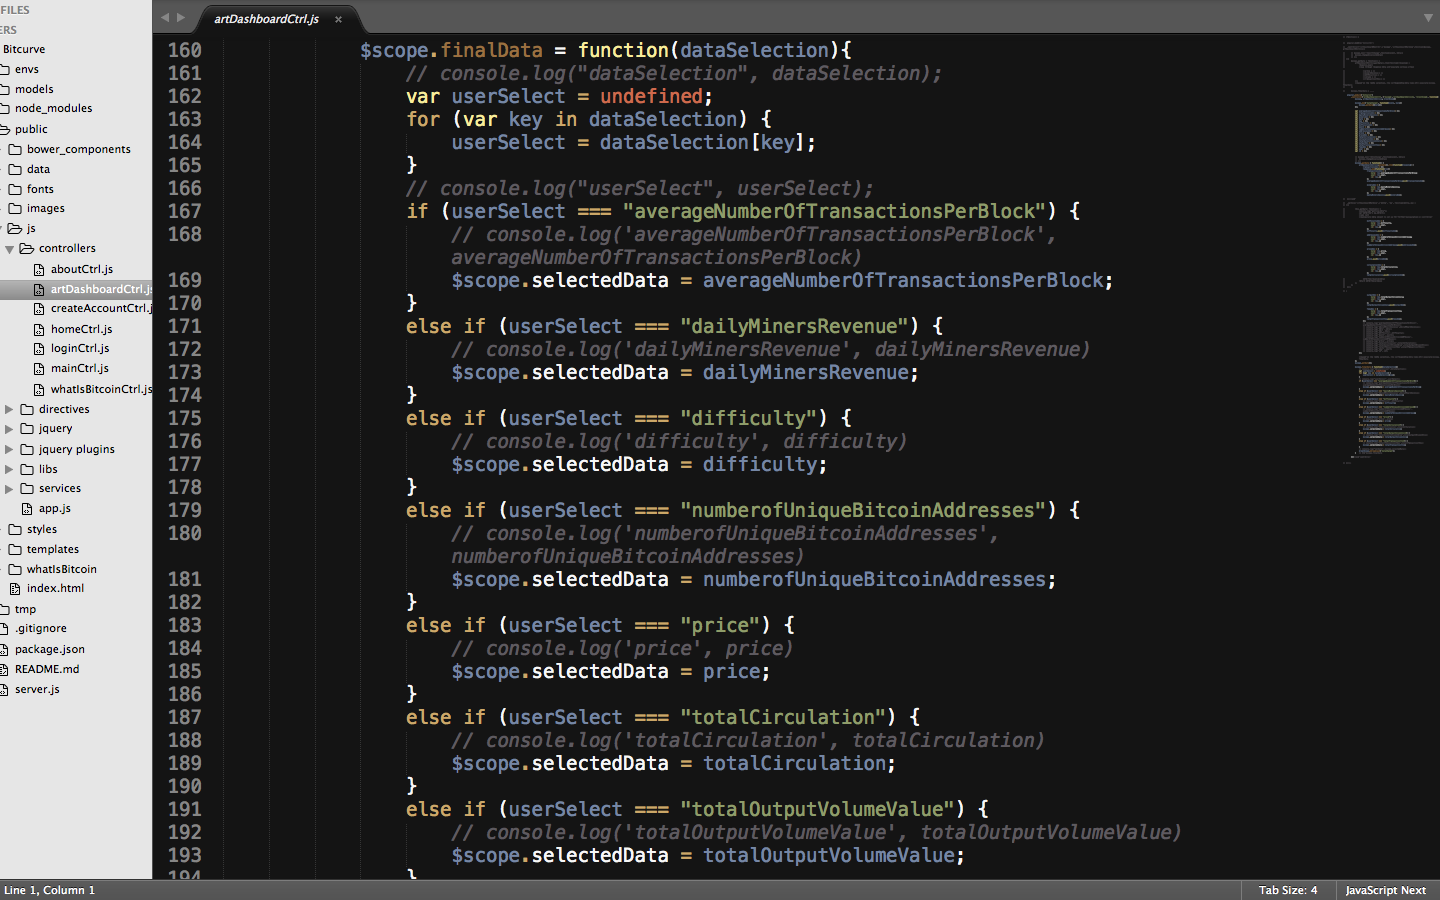 FILES
ERS
Bitcurve
envs
models
node_modules
public
bower_components
data
fonts
images
js
controllers
aboutCtrl.js
artDashboardCtrl.js
createAccountCtrl.j
homeCtrl.js
loginCtrl.js
mainCtrl.js
whatIsBitcoinCtrl.js
directives
jquery
jquery plugins
libs
services
app.js
styles
templates
whatIsBitcoin
index.html
tmp
.gitignore
package.json
README.md
server.js
artDashboardCtrl.js ×
160 $scope.finalData = function(dataSelection){
161 // console.log("dataSelection", dataSelection);
162 var userSelect = undefined;
163 for (var key in dataSelection) {
164 userSelect = dataSelection[key];
165 }
166 // console.log("userSelect", userSelect);
167 if (userSelect === "averageNumberOfTransactionsPerBlock") {
168 // console.log('averageNumberOfTransactionsPerBlock',
averageNumberOfTransactionsPerBlock)
169 $scope.selectedData = averageNumberOfTransactionsPerBlock;
170 }
171 else if (userSelect === "dailyMinersRevenue") {
172 // console.log('dailyMinersRevenue', dailyMinersRevenue)
173 $scope.selectedData = dailyMinersRevenue;
174 }
175 else if (userSelect === "difficulty") {
176 // console.log('difficulty', difficulty)
177 $scope.selectedData = difficulty;
178 }
179 else if (userSelect === "numberofUniqueBitcoinAddresses") {
180 // console.log('numberofUniqueBitcoinAddresses',
numberofUniqueBitcoinAddresses)
181 $scope.selectedData = numberofUniqueBitcoinAddresses;
182 }
183 else if (userSelect === "price") {
184 // console.log('price', price)
185 $scope.selectedData = price;
186 }
187 else if (userSelect === "totalCirculation") {
188 // console.log('totalCirculation', totalCirculation)
189 $scope.selectedData = totalCirculation;
190 }
191 else if (userSelect === "totalOutputVolumeValue") {
192 // console.log('totalOutputVolumeValue', totalOutputVolumeValue)
193 $scope.selectedData = totalOutputVolumeValue;
194 }
Line 1, Column 1
Tab Size: 4
JavaScript Next